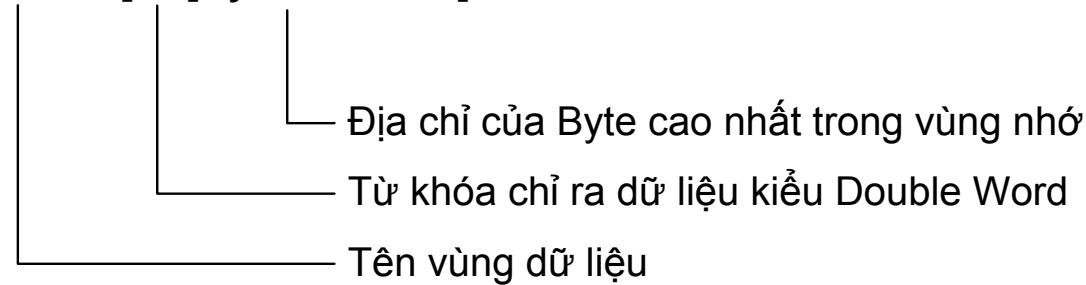 Địa chỉ của Byte cao nhất trong vùng nhớ
Từ khóa chỉ ra dữ liệu kiểu Double Word
Tên vùng dữ liệu